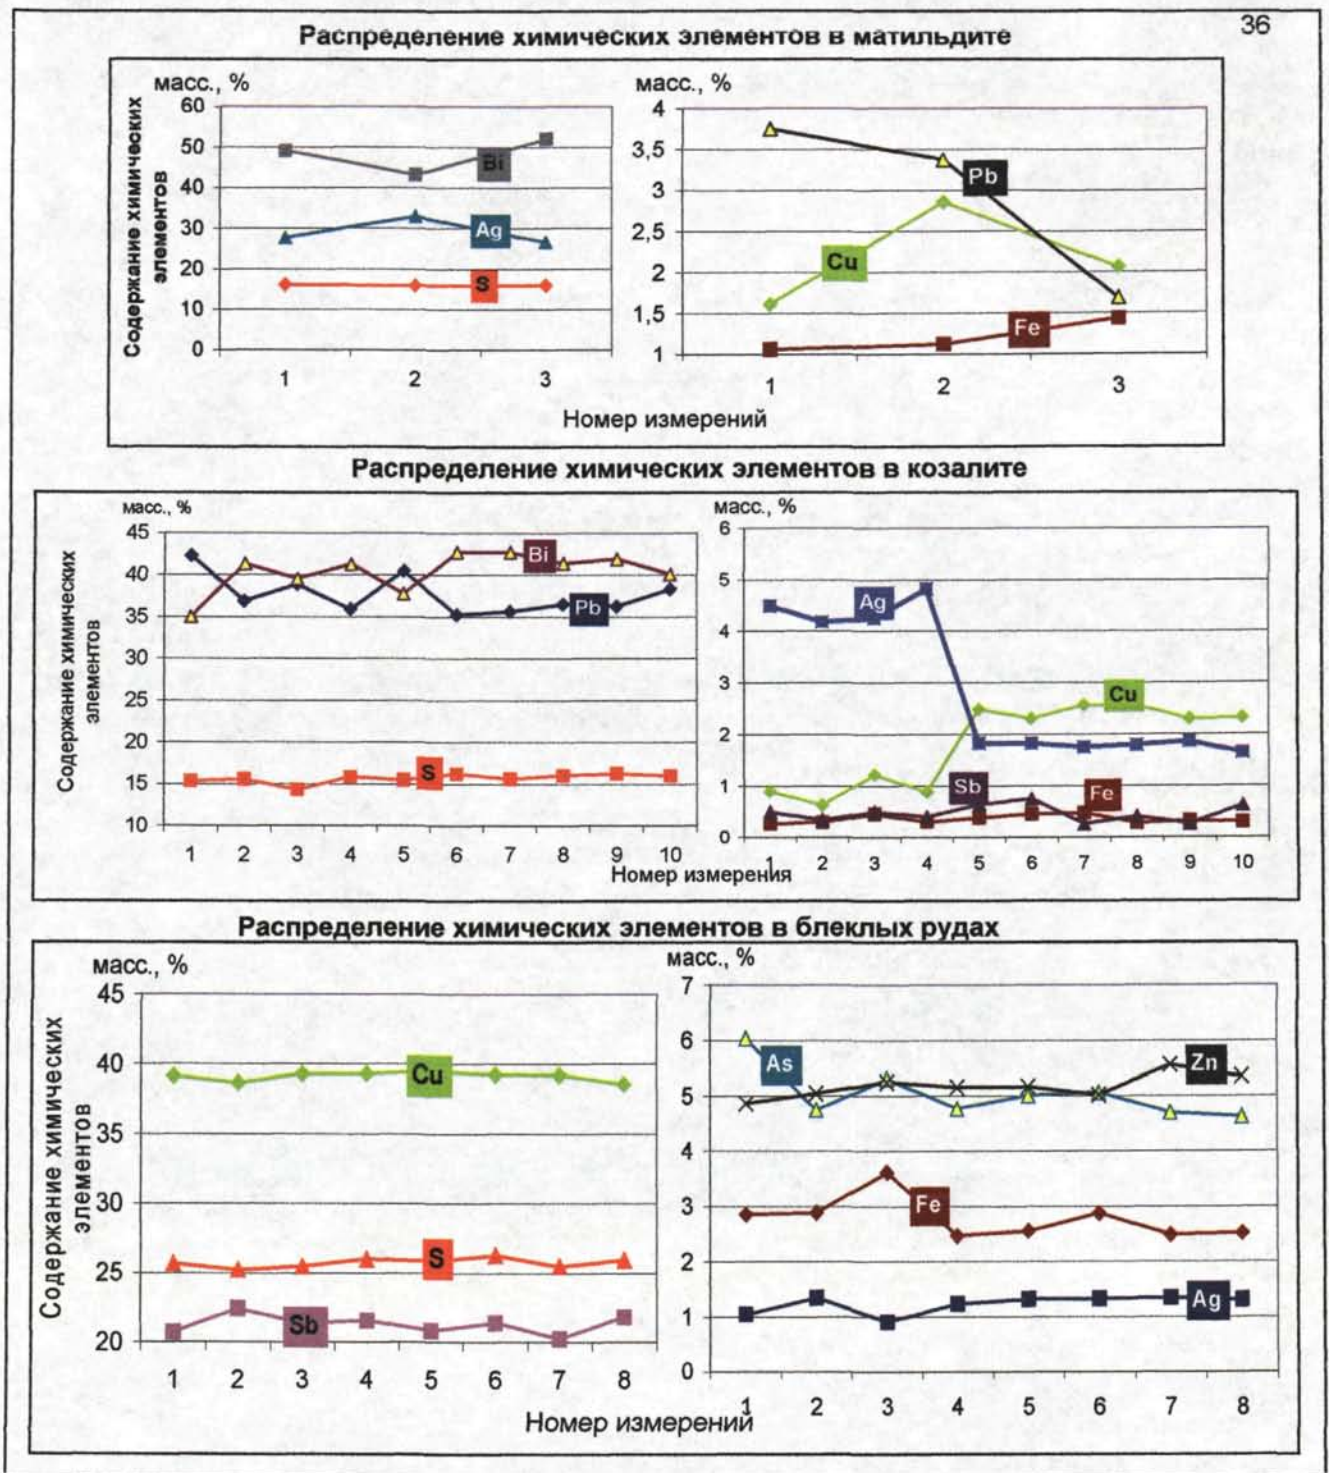 36
Распределение химических элементов в матильдите
масс., %
масс., %
Содержание химических
элементов
60
50
40
30
20
10
0
Bi
Ag
S
1 2 3
4
3,5
3
2,5
2
1,5
1
Pb
Cu
Fe
1 2 3
Номер измерений
Распределение химических элементов в козалите
масс., %
масс., %
Содержание химических
элементов
45
40
35
30
25
20
15
10
Bi
Pb
S
1 2 3 4 5 6 7 8 9 10
6
5
4
3
2
1
0
Ag
Cu
Sb
Fe
1 2 3 4 5 6 7 8 9 10
Номер измерения
Распределение химических элементов в блеклых рудах
масс., %
масс., %
Содержание химических
элементов
45
40
35
30
25
20
Cu
S
Sb
1 2 3 4 5 6 7 8
7
6
5
4
3
2
1
0
As
Zn
Fe
Ag
1 2 3 4 5 6 7 8
Номер измерений